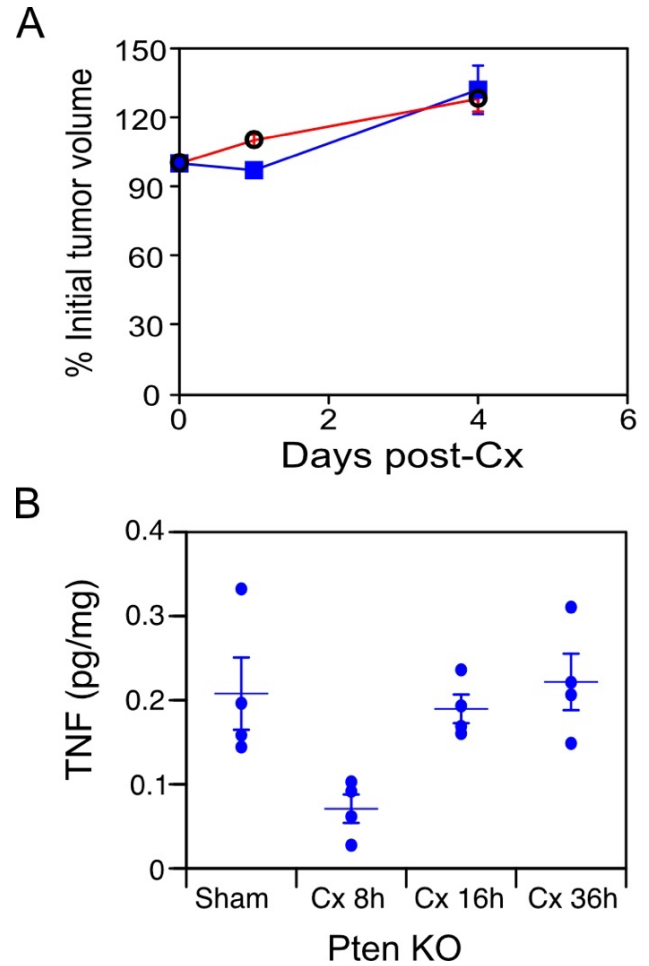 A
150
120
90
60
30
0
% Initial tumor volume
0 2 4 6
Days post-Cx
B
0.4
0.3
0.2
0.1
0
TNF (pg/mg)
Sham Cx 8h Cx 16h Cx 36h
Pten KO